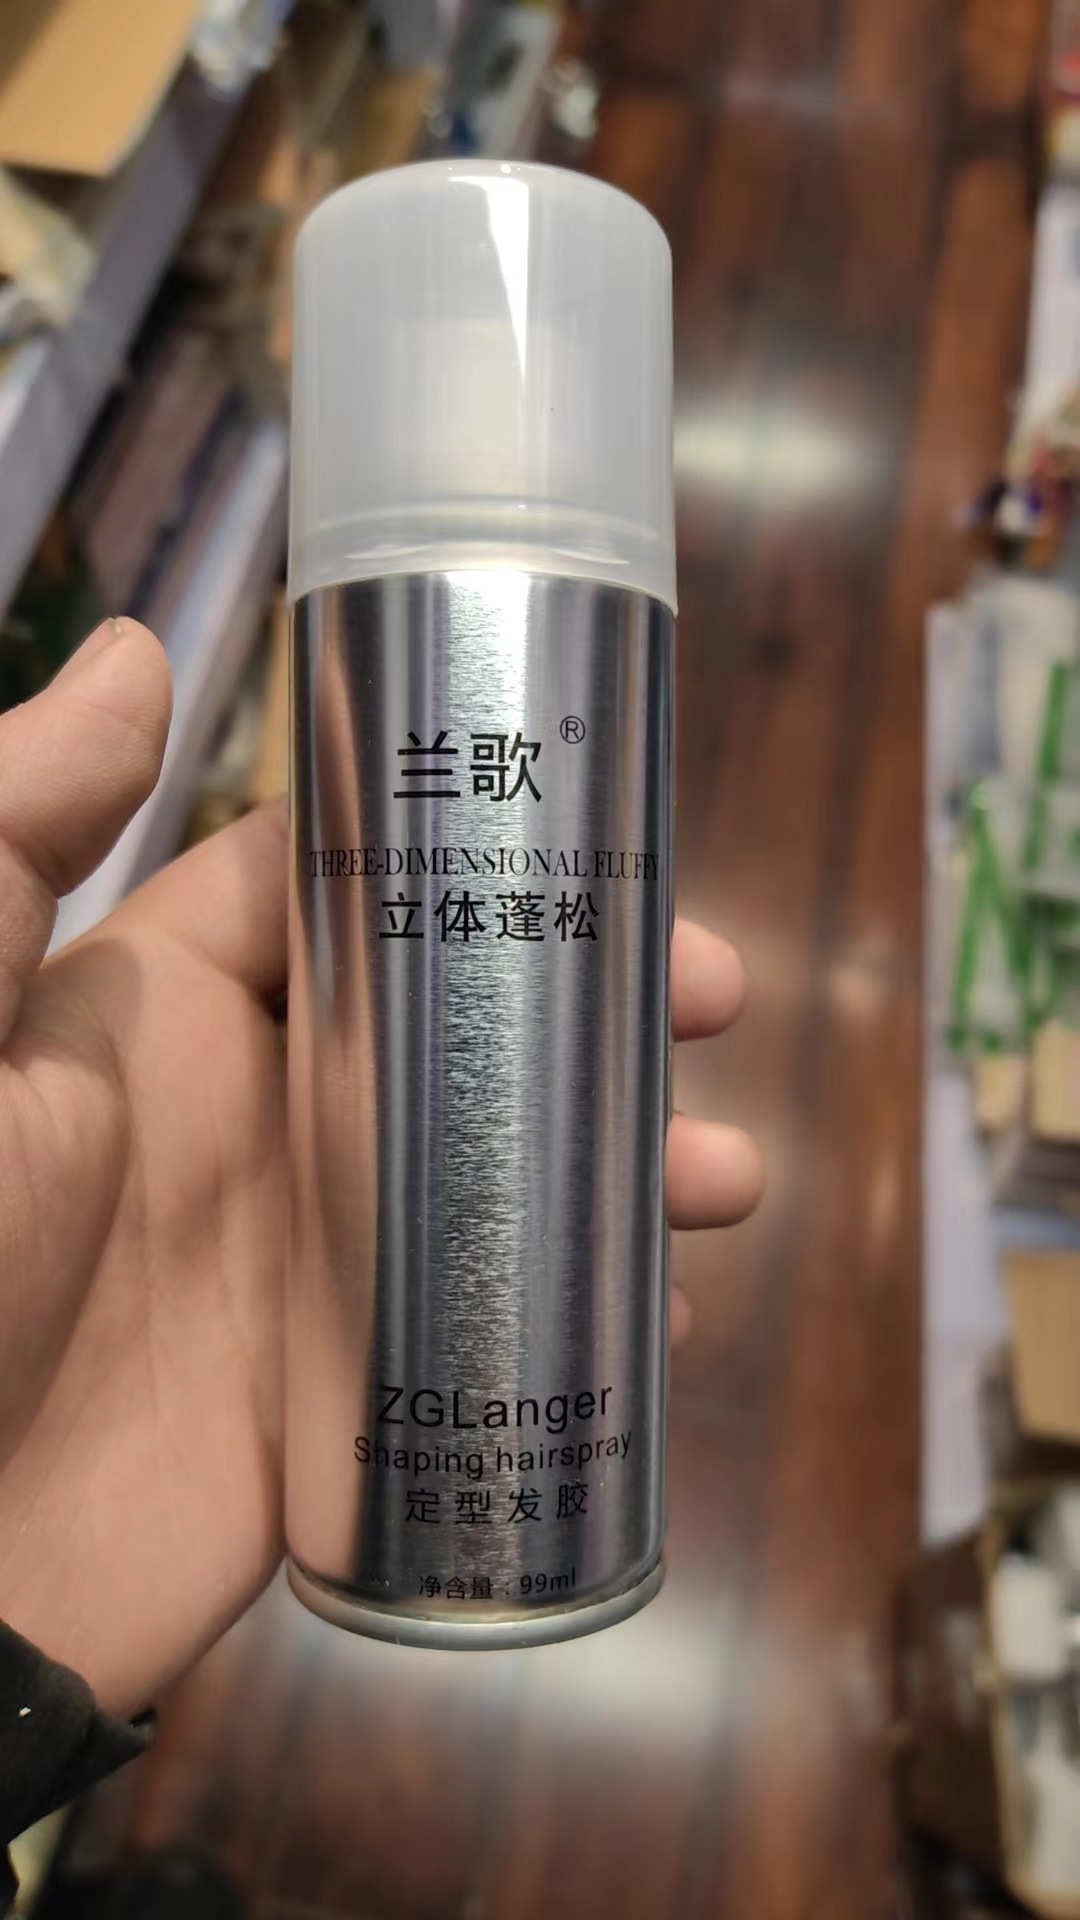 兰歌®
THREE-DIMENSIONAL FLUFFY
立体蓬松
ZGLanger
Shaping hairspray
定型发胶
净含量：99ml